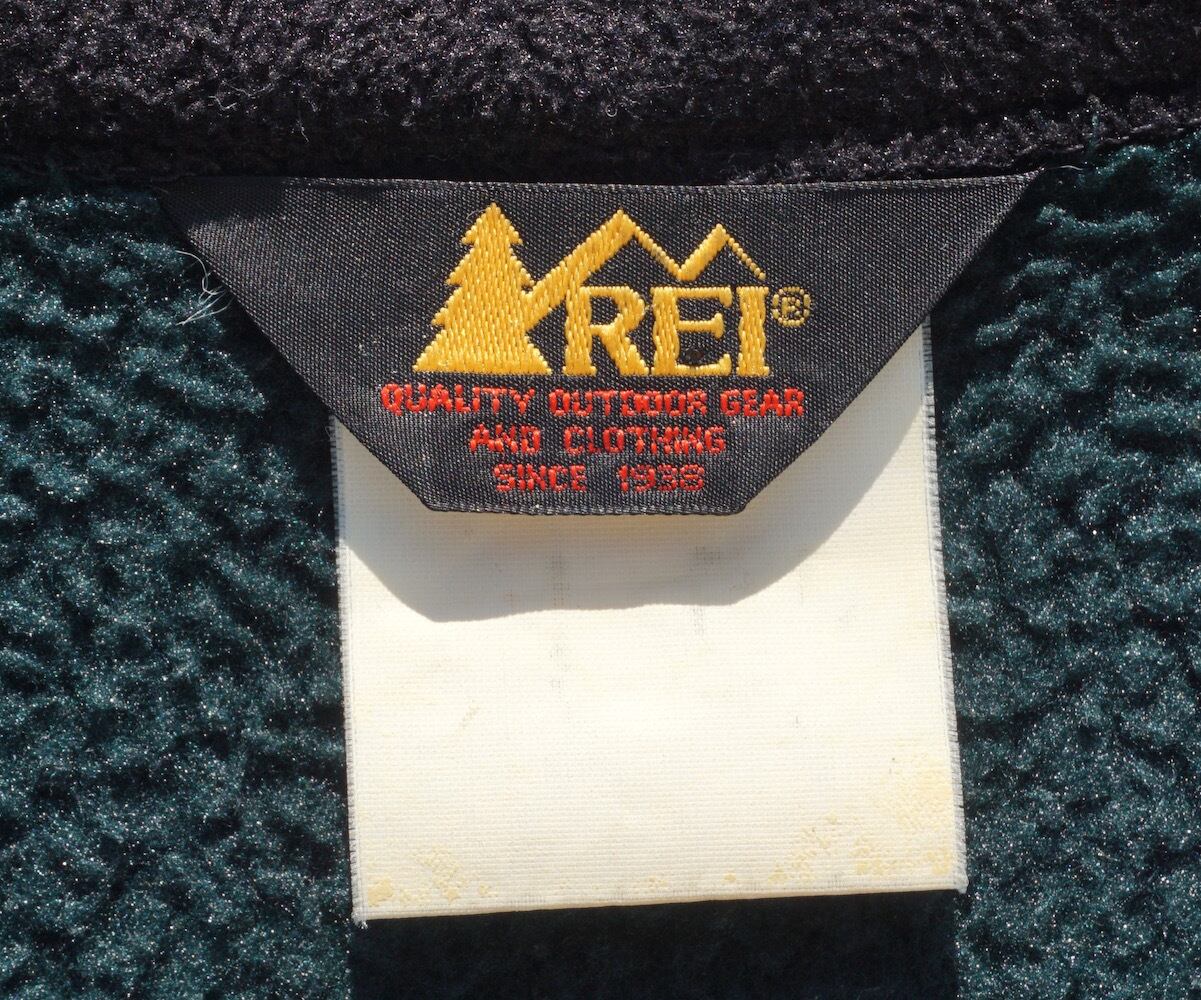 REI®
QUALITY OUTDOOR GEAR
AND CLOTHING
SINCE 1938